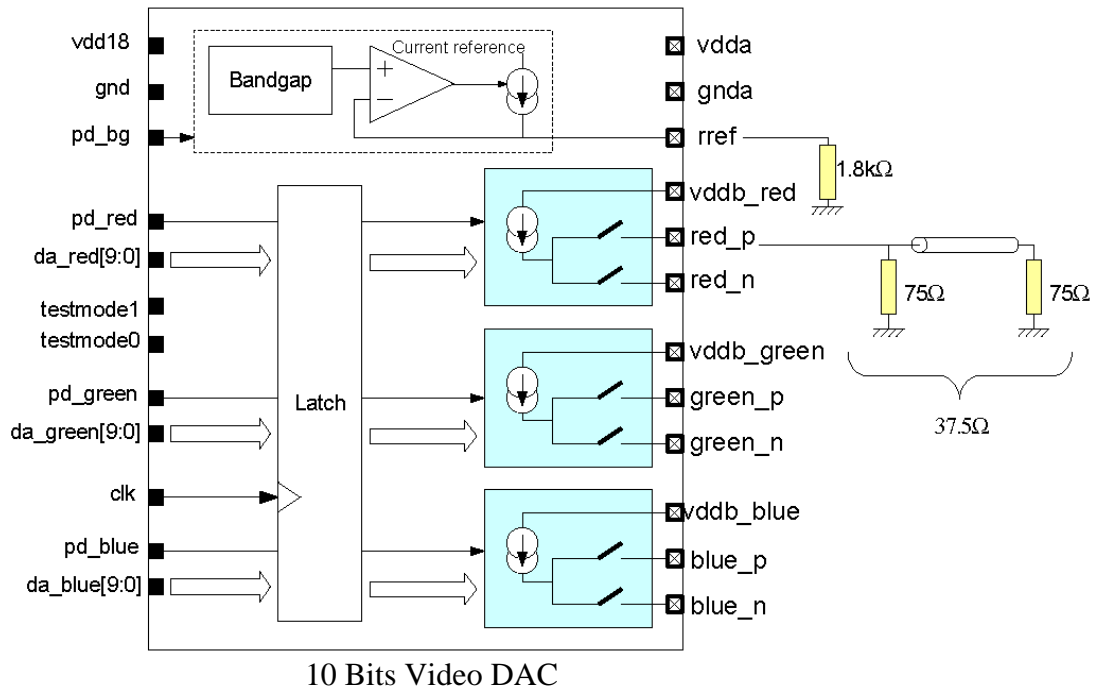 vdd18
gnd
pd_bg
pd_red
da_red[9:0]
testmode1
testmode0
pd_green
da_green[9:0]
clk
pd_blue
da_blue[9:0]
Current reference
Bandgap
+
−
Latch
vdda
gnda
rref
vddb_red
red_p
red_n
vddb_green
green_p
green_n
vddb_blue
blue_p
blue_n
1.8kΩ
75Ω
75Ω
37.5Ω
10 Bits Video DAC